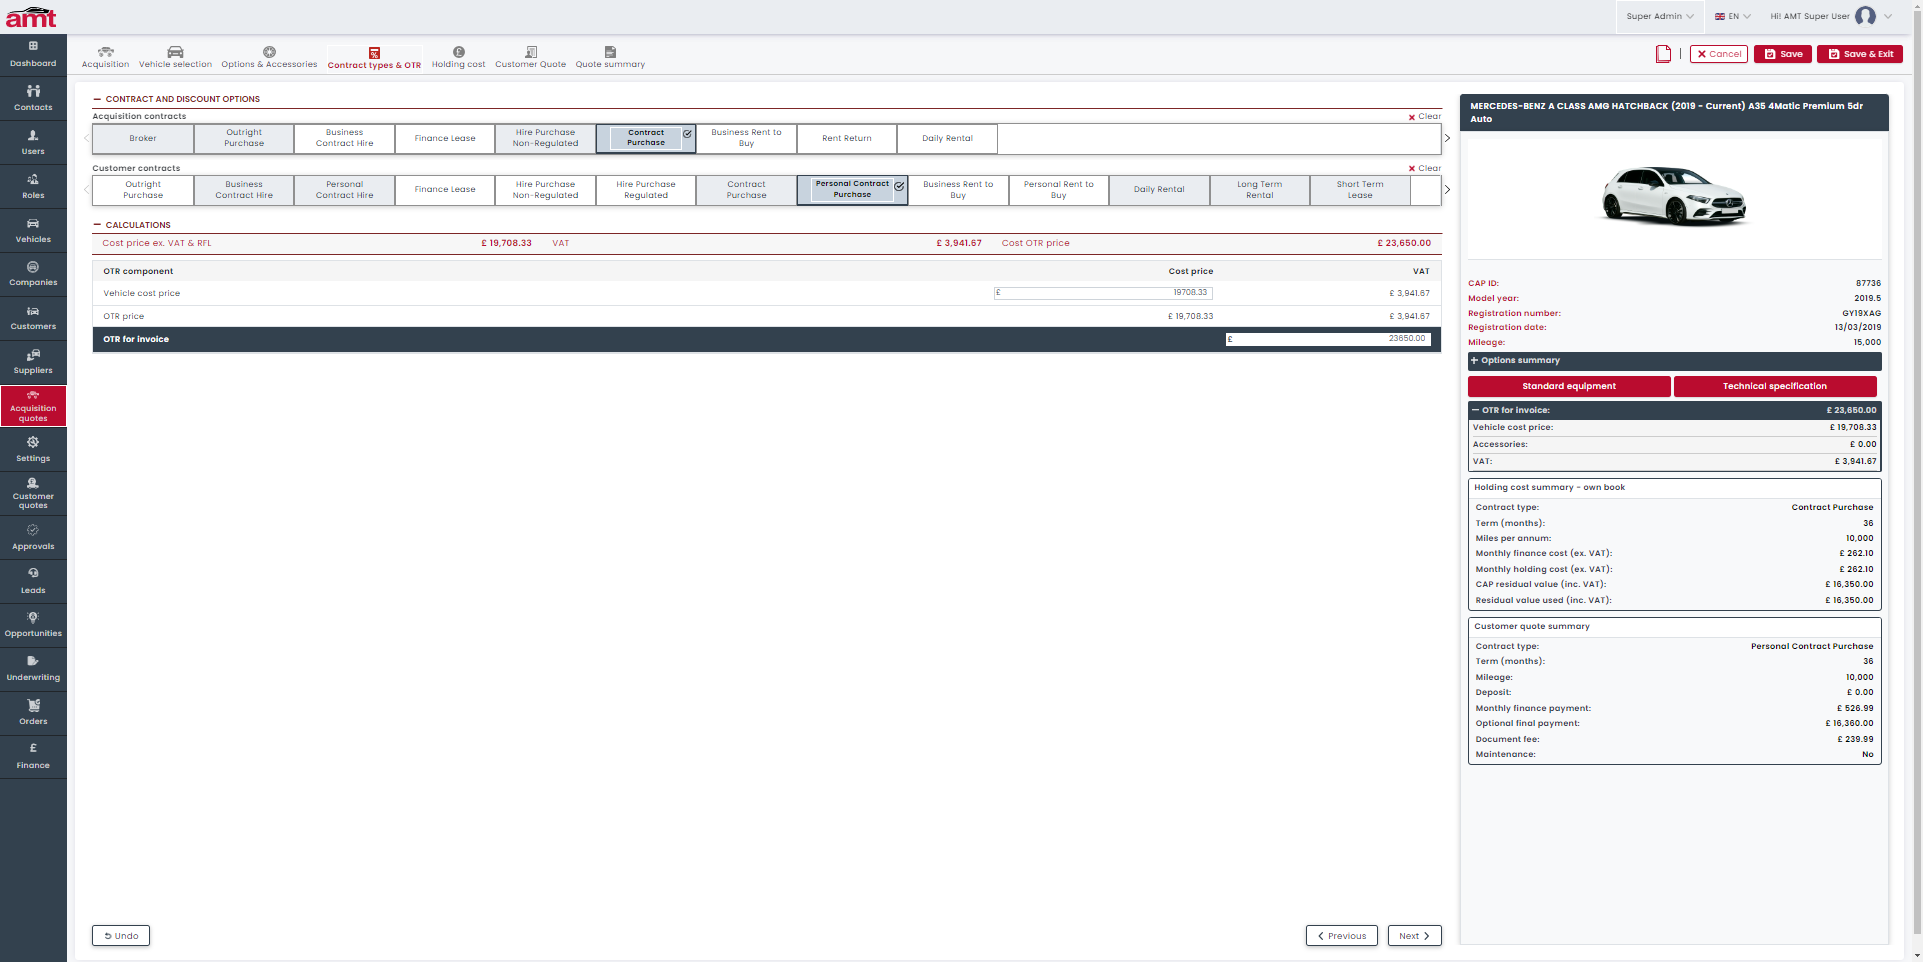 amt
Super Admin
EN
Hi! AMT Super User
Dashboard
Contacts
Users
Roles
Vehicles
Companies
Customers
Suppliers
Acquisition
quotes
Settings
Customer
quotes
Approvals
Leads
Opportunities
Underwriting
Orders
£
Finance
Acquisition
Vehicle selection
Options & Accessories
Contract types & OTR
Holding cost
Customer Quote
Quote summary
Cancel
Save
Save & Exit
CONTRACT AND DISCOUNT OPTIONS
Acquisition contracts
Clear
Broker
Outright
Purchase
Business
Contract Hire
Finance Lease
Hire Purchase
Non-Regulated
Contract
Purchase
Business Rent to
Buy
Rent Return
Daily Rental
Customer contracts
Clear
Outright
Purchase
Business
Contract Hire
Personal
Contract Hire
Finance Lease
Hire Purchase
Non-Regulated
Hire Purchase
Regulated
Contract
Purchase
Personal Contract
Purchase
Business Rent to
Buy
Personal Rent to
Buy
Daily Rental
Long Term
Rental
Short Term
Lease
CALCULATIONS
Cost price ex. VAT & RFL £ 19,708.33 VAT £ 3,941.67 Cost OTR price £ 23,650.00
OTR component Cost price VAT
Vehicle cost price £ 19708.33 £ 3,941.67
OTR price £ 19,708.33 £ 3,941.67
OTR for invoice £ 23650.00
Undo
Previous
Next
MERCEDES-BENZ A CLASS AMG HATCHBACK (2019 - Current) A35 4Matic Premium 5dr
Auto
CAP ID: 87736
Model year: 2019.5
Registration number: GY19XAG
Registration date: 13/03/2019
Mileage: 15,000
Options summary
Standard equipment
Technical specification
OTR for invoice: £ 23,650.00
Vehicle cost price: £ 19,708.33
Accessories: £ 0.00
VAT: £ 3,941.67
Holding cost summary - own book
Contract type: Contract Purchase
Term (months): 36
Miles per annum: 10,000
Monthly finance cost (ex. VAT): £ 262.10
Monthly holding cost (ex. VAT): £ 262.10
CAP residual value (inc. VAT): £ 16,350.00
Residual value used (inc. VAT): £ 16,350.00
Customer quote summary
Contract type: Personal Contract Purchase
Term (months): 36
Mileage: 10,000
Deposit: £ 0.00
Monthly finance payment: £ 526.99
Optional final payment: £ 16,360.00
Document fee: £ 239.99
Maintenance: No